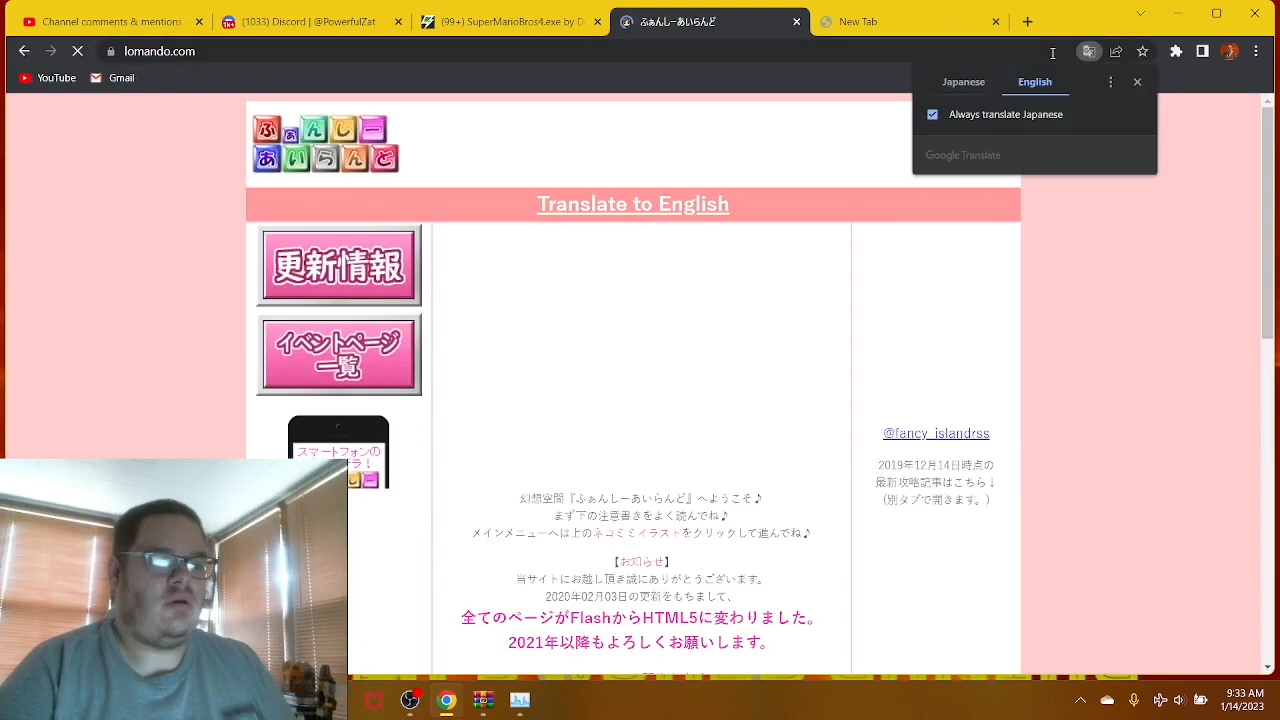 Channel comments & mentions -
(1033) Discord | @PowerfulZat
(99+) SuperMarioBros4.exe by D
ふぁんしーあいらんど
New Tab
lomando.com
YouTube
Gmail
Japanese
English
Always translate Japanese
Google Translate
ふぁんしー
あいらんど
Translate to English
更新情報
イベントページ
一覧
スマートフォンの
@fancy_islandrss
2019年12月14日時点の
最新攻略記事はこちら↓
(別タブで開きます。)
幻想空間『ふぁんしーあいらんど』へようこそ♪
まず下の注意書きをよく読んでね♪
メインメニューへは上のネコミミイラストをクリックして進んでね♪
【お知らせ】
当サイトにお越し頂き誠にありがとうございます。
2020年02月03日の更新をもちまして、
全てのページがFlashからHTML5に変わりました。
2021年以降もよろしくお願いします。
9:33 AM
1/14/2023